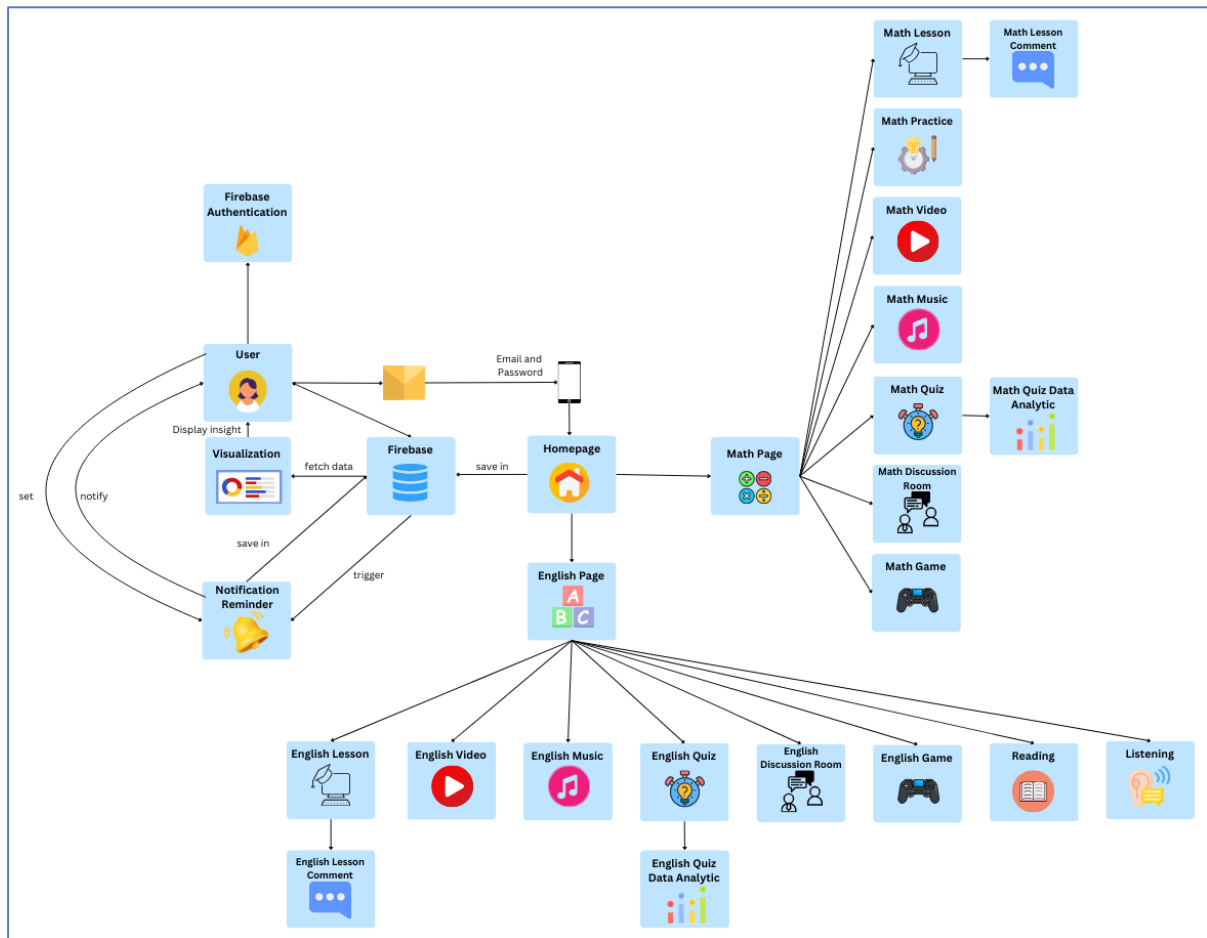 Math Lesson
Math Lesson
Comment
Math Practice
Math Video
Firebase
Authentication
Math Music
User
Email and
Password
Math Quiz
Math Quiz Data
Analytic
Display insight
Visualization
fetch data
Firebase
save in
Homepage
Math Page
set
notify
Math Discussion
Room
save in
trigger
Math Game
Notification
Reminder
English Page
A
B
C
English Lesson
English Video
English Music
English Quiz
English
Discussion Room
English Game
Reading
Listening
English Lesson
Comment
English Quiz
Data Analytic